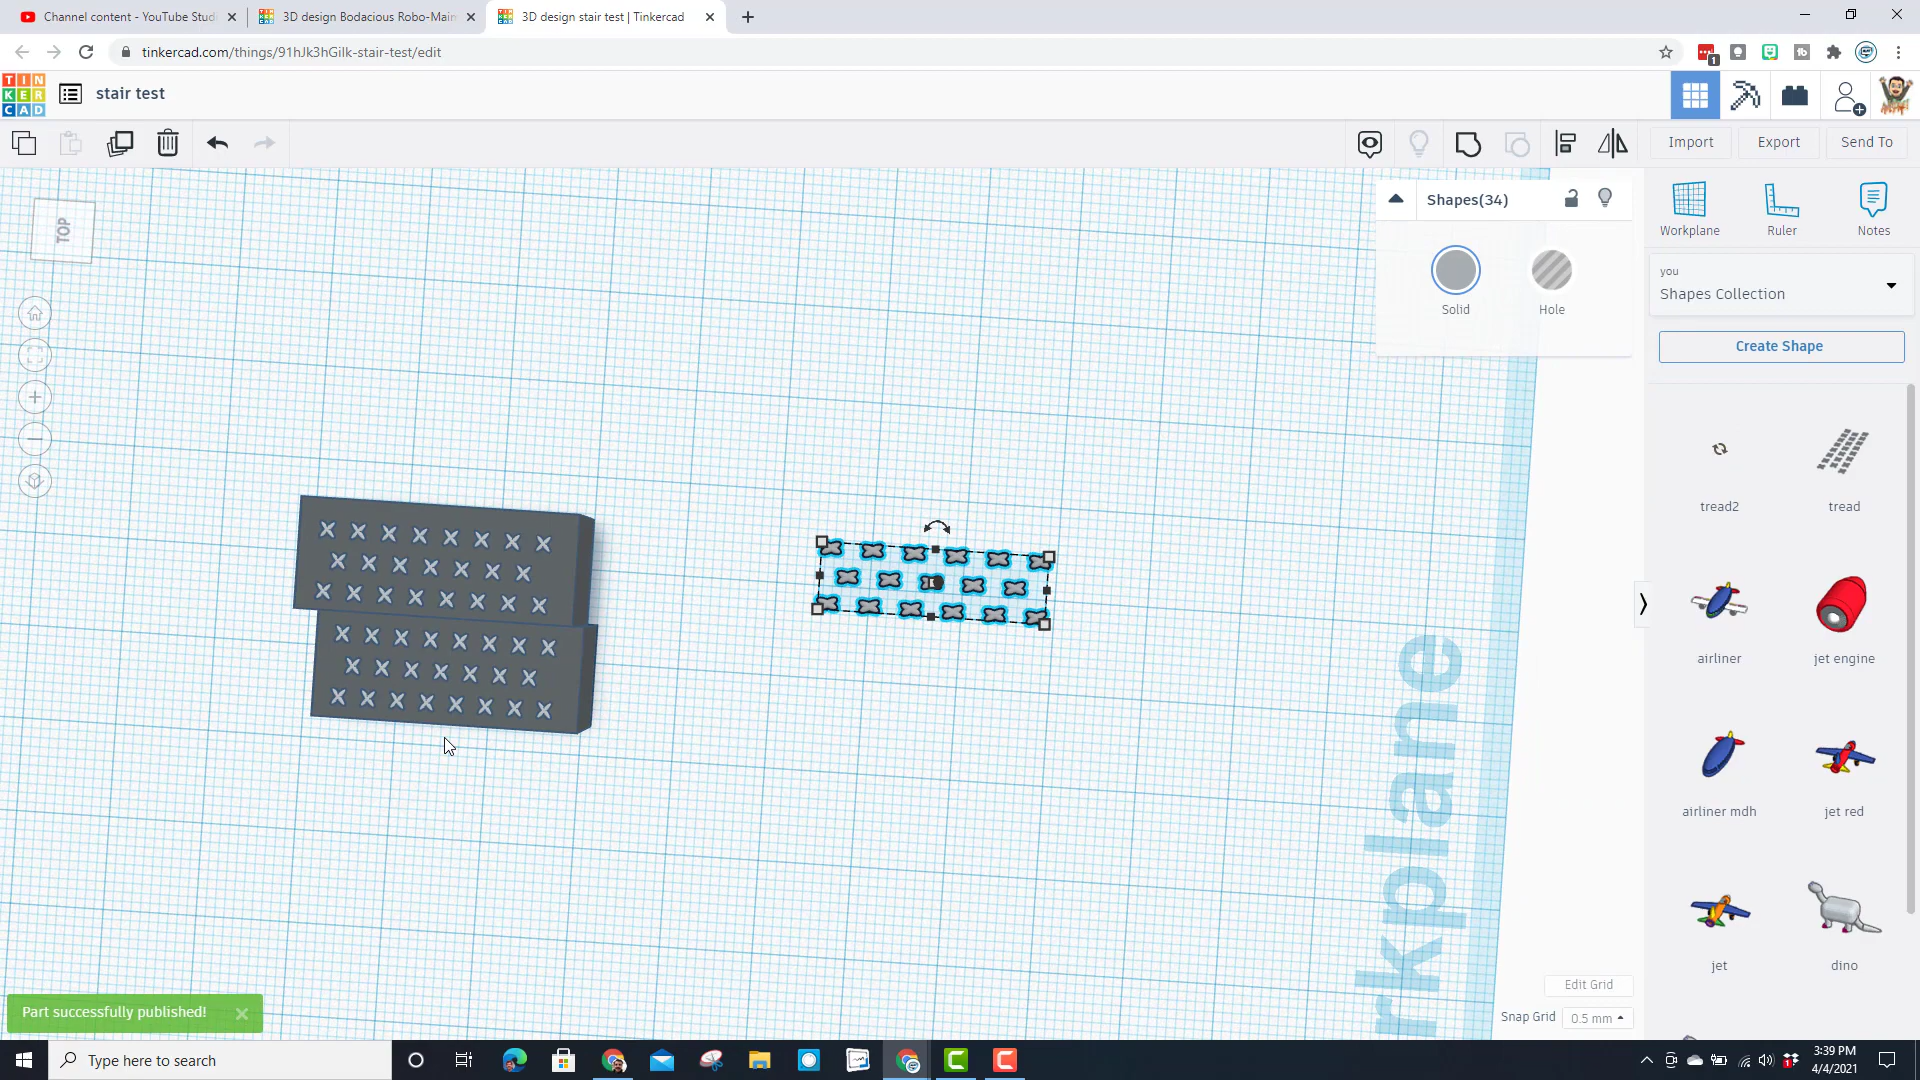 Channel content - YouTube Stud
3D design Bodacious Robo-Main
3D design stair test | Tinkercad
tinkercad.com/things/91hJk3hGilk-stair-test/edit
1
TIN
KER
CAD
stair test
Import
Export
Send To
TOP
Shapes(34)
Solid
Hole
Workplane
Ruler
Notes
you
Shapes Collection
Create Shape
tread2
tread
airliner
jet engine
airliner mdh
jet red
jet
dino
rkplane
Edit Grid
Snap Grid
0.5 mm
Part successfully published!
Type here to search
3:39 PM
4/4/2021